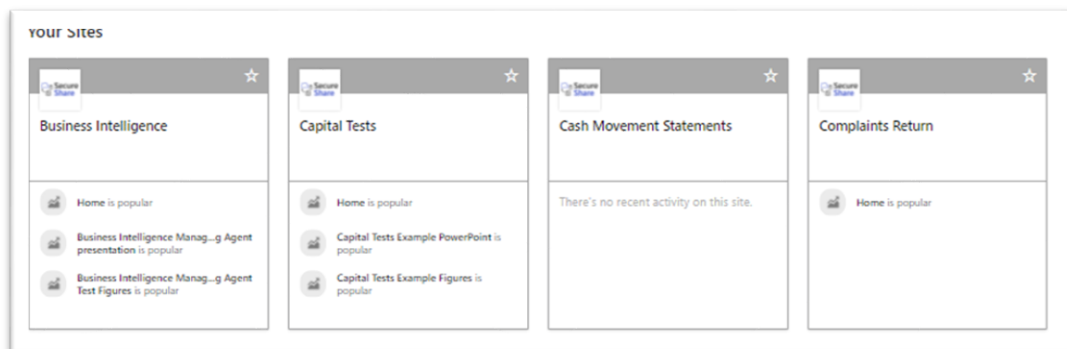 Your Sites
Secure
Share
Business Intelligence
Home is popular
Business Intelligence Manag...g Agent
presentation is popular
Business Intelligence Manag...g Agent
Test Figures is popular
Secure
Share
Capital Tests
Home is popular
Capital Tests Example PowerPoint is
popular
Capital Tests Example Figures is
popular
Secure
Share
Cash Movement Statements
There's no recent activity on this site.
Secure
Share
Complaints Return
Home is popular